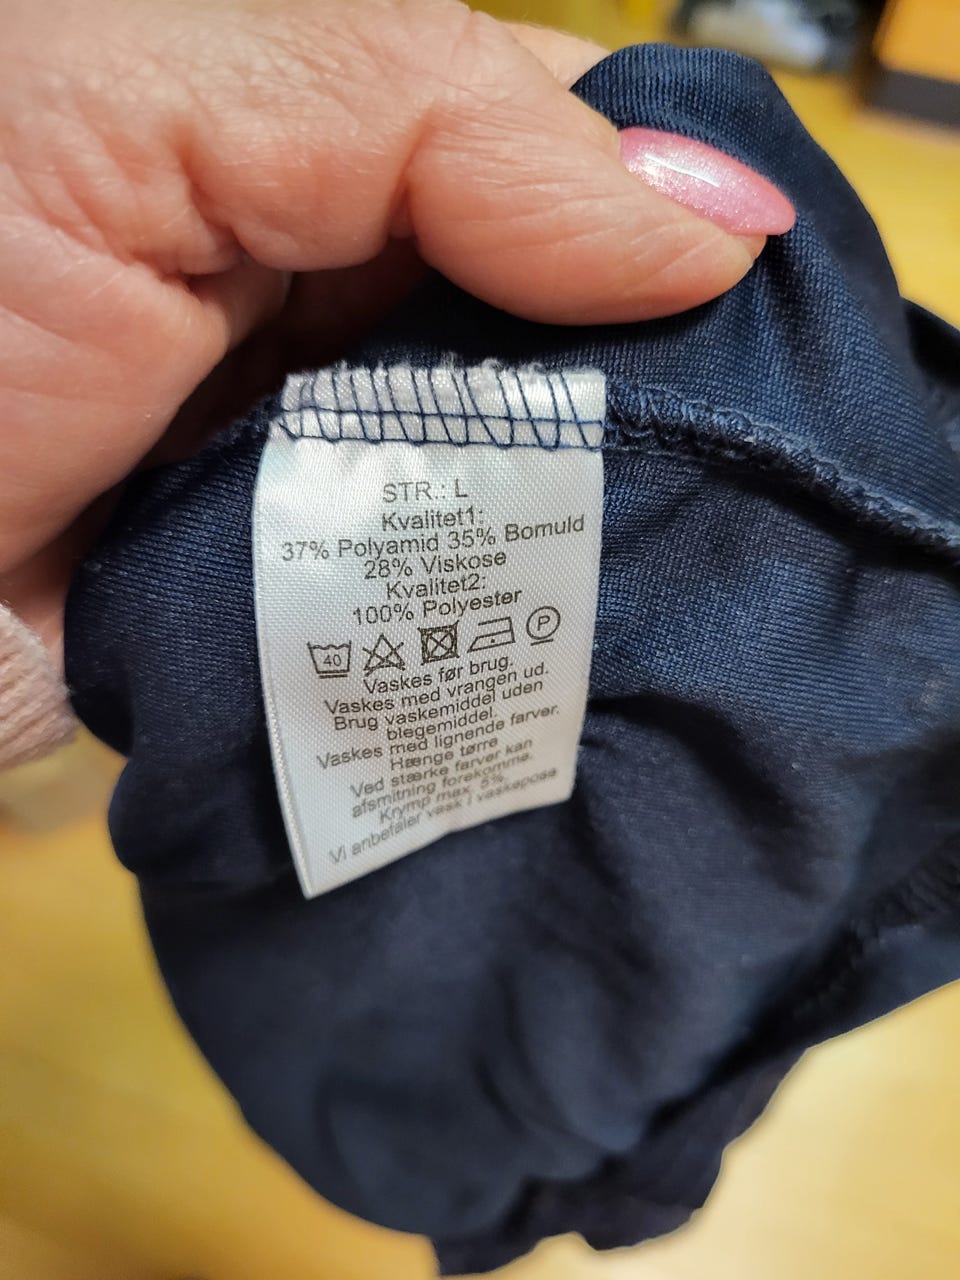 STR.: L
Kvalitet1:
37% Polyamid 35% Bomuld
28% Viskose
Kvalitet2:
100% Polyester
40 P
Vaskes før brug.
Vaskes med vrangen ud.
Brug vaskemiddel uden
blegemiddel.
Vaskes med lignende farver.
Hænge tørre
Ved stærke farver kan
afsmitning forekomme.
Krymp max. 5%.
Vi anbefaler vask i vaskepose